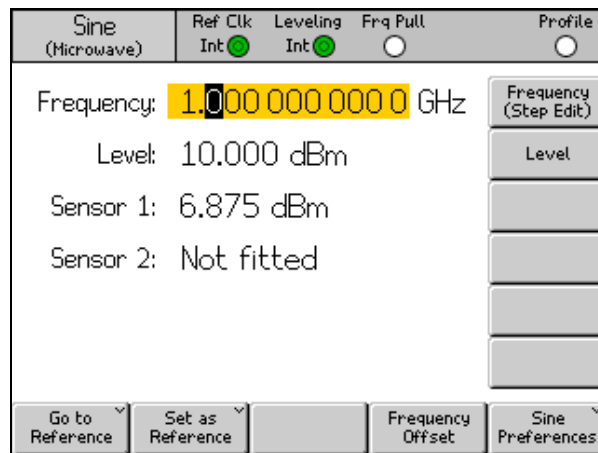 Sine
(Microwave)
Ref Clk
Int
Leveling
Int
Frq Pull
Profile
Frequency: 1.000 000 000 0 GHz
Frequency
(Step Edit)
Level: 10.000 dBm
Level
Sensor 1: 6.875 dBm
Sensor 2: Not fitted
Go to
Reference
Set as
Reference
Frequency
Offset
Sine
Preferences